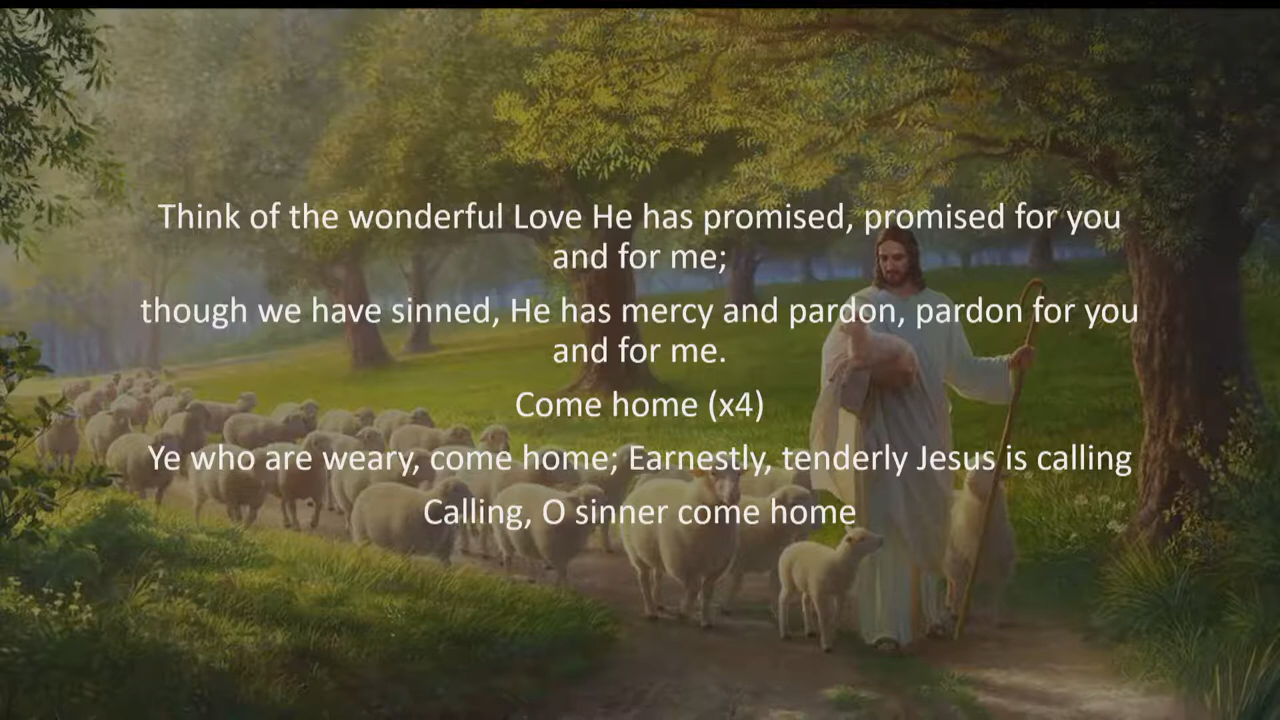 Think of the wonderful Love He has promised, promised for you
and for me;
though we have sinned, He has mercy and pardon, pardon for you
and for me.
Come home (x4)
Ye who are weary, come home; Earnestly, tenderly Jesus is calling
Calling, O sinner come home